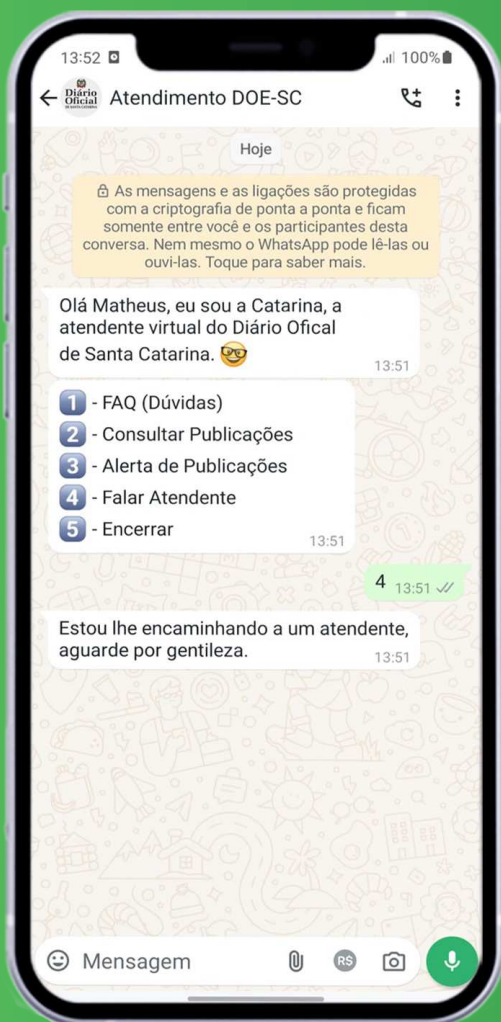 13:52
100%
Diário
Oficial
DE SANTA CATARINA
Atendimento DOE-SC
Hoje
As mensagens e as ligações são protegidas
com a criptografia de ponta a ponta e ficam
somente entre você e os participantes desta
conversa. Nem mesmo o WhatsApp pode lê-las ou
ouvi-las. Toque para saber mais.
Olá Matheus, eu sou a Catarina, a
atendente virtual do Diário Ofical
de Santa Catarina. 🤓
13:51
1 - FAQ (Dúvidas)
2 - Consultar Publicações
3 - Alerta de Publicações
4 - Falar Atendente
5 - Encerrar
13:51
4 13:51
Estou lhe encaminhando a um atendente,
aguarde por gentileza.
13:51
Mensagem
R$